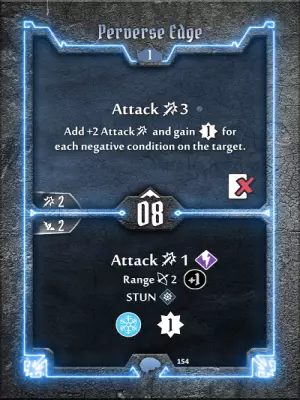 Perverse Edge
1
Attack 3
Add +2 Attack and gain 1 for
each negative condition on the target.
2
08
2
Attack 1
Range 2 +1
STUN
1
154